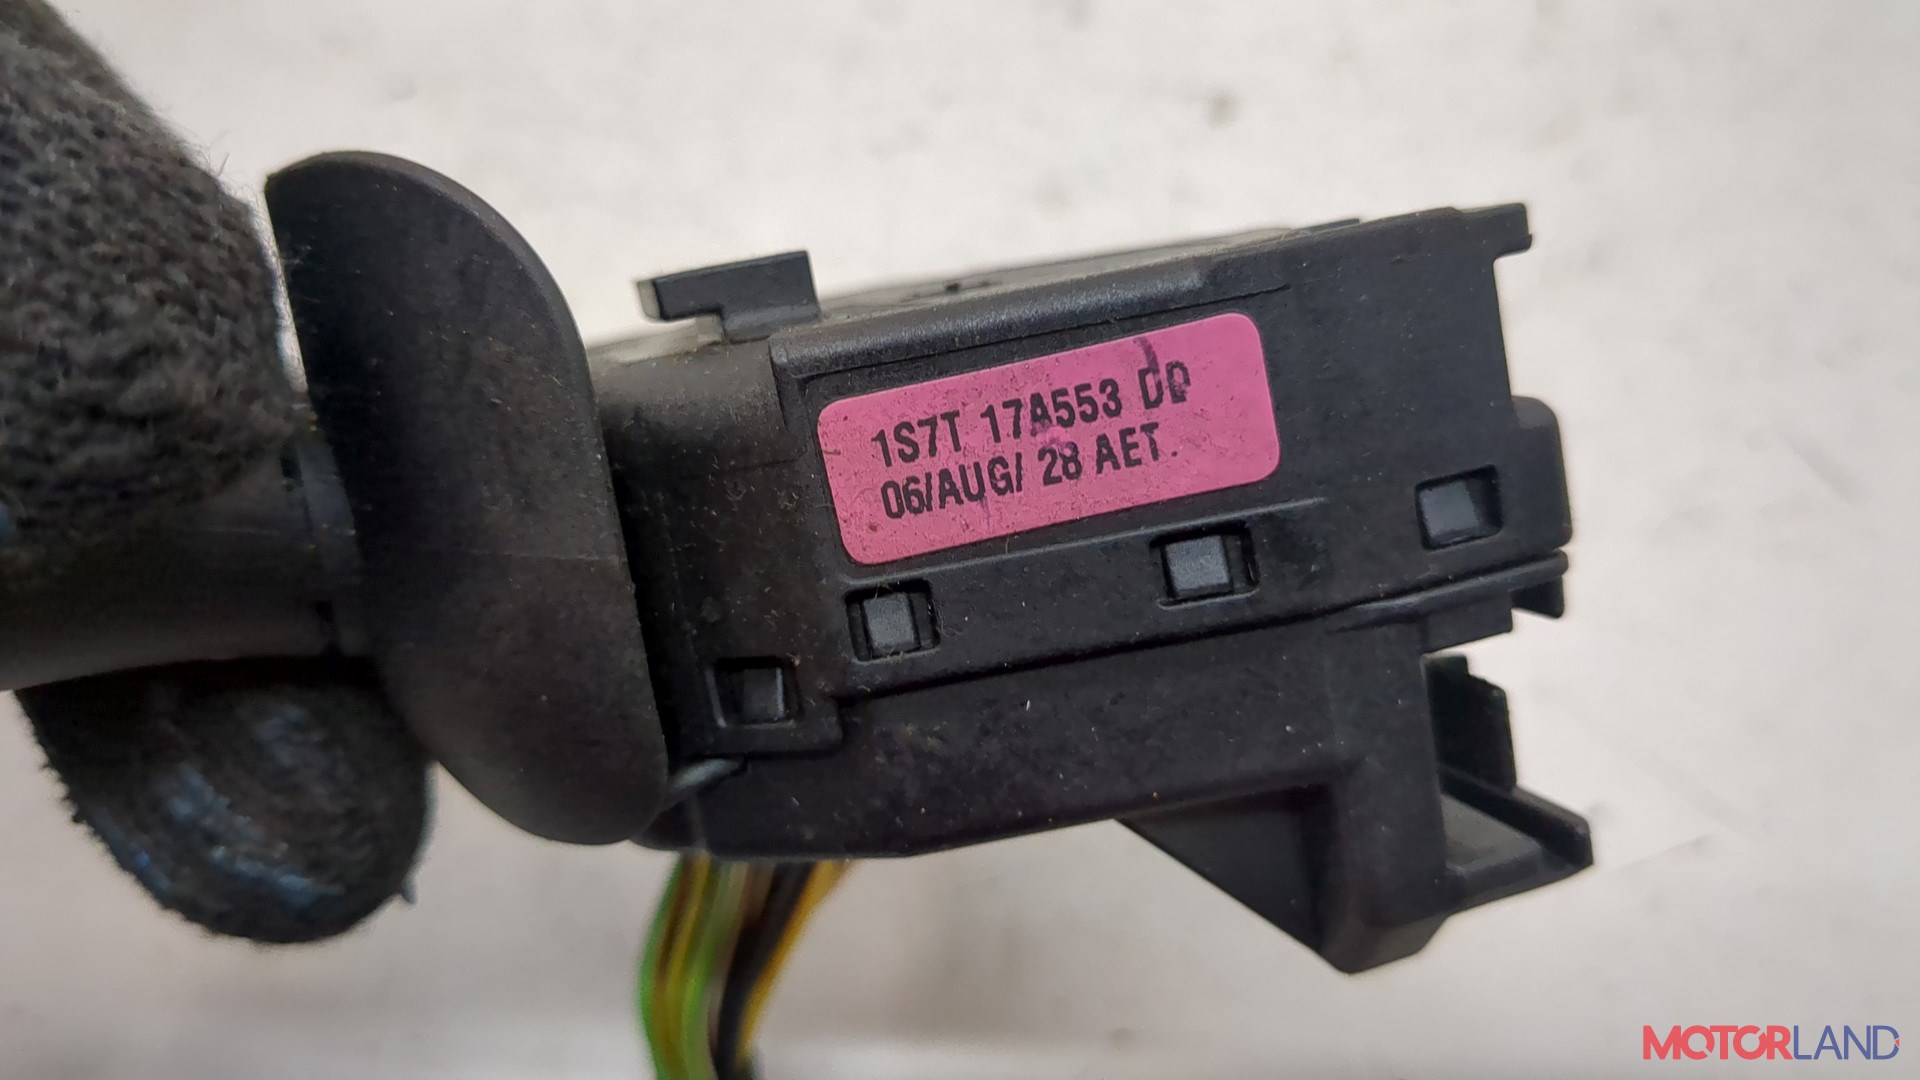 1S7T 17A553 DD
06/AUG/ 28 AET.
MOTORLAND